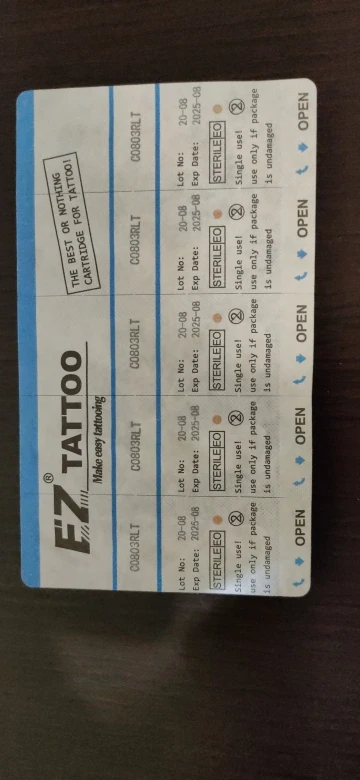 EZ® TATTOO
Make easy tattooing
THE BEST OR NOTHING
CARTRIDGE FOR TATTOO!
C0803RLT
C0803RLT
C0803RLT
C0803RLT
C0803RLT
Lot No: 20-08
Exp Date: 2025-08
STERILE EO
2
Single use!
use only if package
is undamaged
OPEN
Lot No: 20-08
Exp Date: 2025-08
STERILE EO
2
Single use!
use only if package
is undamaged
OPEN
Lot No: 20-08
Exp Date: 2025-08
STERILE EO
2
Single use!
use only if package
is undamaged
OPEN
Lot No: 20-08
Exp Date: 2025-08
STERILE EO
2
Single use!
use only if package
is undamaged
OPEN
Lot No: 20-08
Exp Date: 2025-08
STERILE EO
2
Single use!
use only if package
is undamaged
OPEN